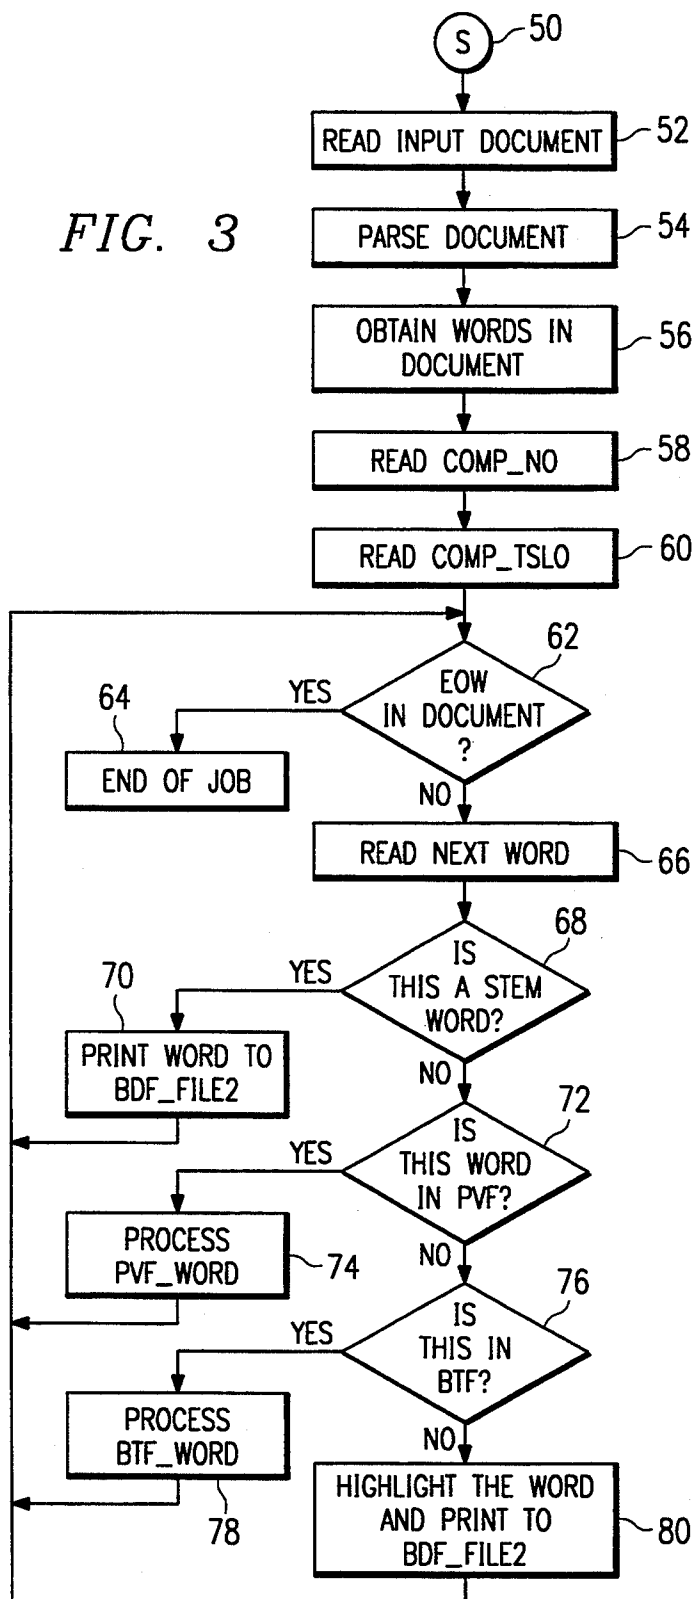 S
50
READ INPUT DOCUMENT
52
FIG. 3
PARSE DOCUMENT
54
OBTAIN WORDS IN
DOCUMENT
56
READ COMP_NO
58
READ COMP_TSLO
60
62
EOW
IN DOCUMENT
?
YES
64
END OF JOB
NO
READ NEXT WORD
66
68
IS
THIS A STEM
WORD?
YES
70
PRINT WORD TO
BDF_FILE2
NO
72
IS
THIS WORD
IN PVF?
YES
PROCESS
PVF_WORD
74
NO
76
IS
THIS IN
BTF?
YES
PROCESS
BTF_WORD
78
NO
HIGHLIGHT THE WORD
AND PRINT TO
BDF_FILE2
80